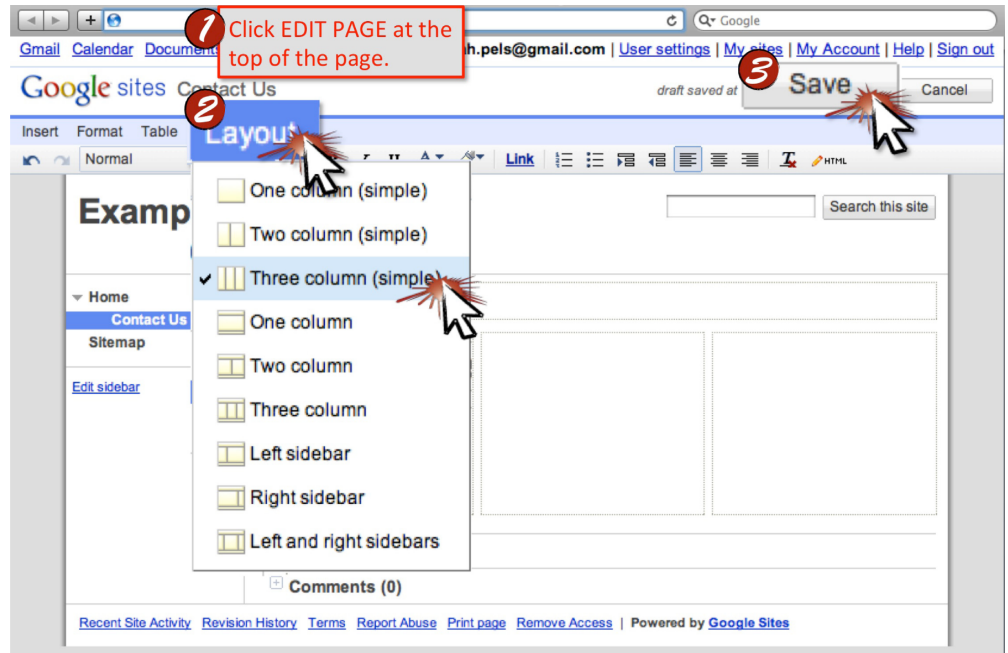 Google
1 Click EDIT PAGE at the
top of the page.
Gmail Calendar h.pels@gmail.com | User settings | My sites | My Account | Help | Sign out
Google sites Contact Us draft saved at 3 Save Cancel
2
Insert Format Table Layout
Normal Link HTML
Examp
Search this site
One column (simple)
Two column (simple)
Three column (simple)
One column
Two column
Three column
Left sidebar
Right sidebar
Left and right sidebars
Home
Contact Us
Sitemap
Edit sidebar
Comments (0)
Recent Site Activity Revision History Terms Report Abuse Print page Remove Access | Powered by Google Sites